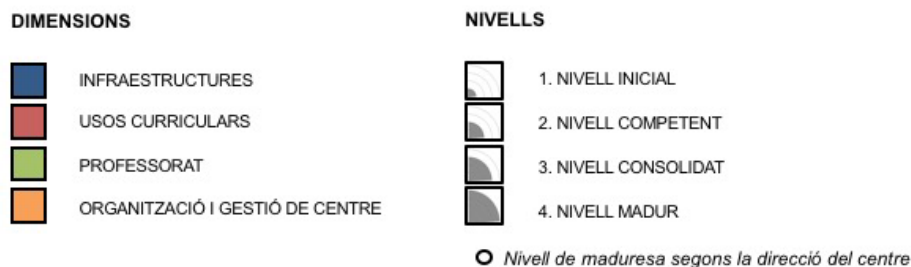 DIMENSIONS
INFRAESTRUCTURES
USOS CURRICULARS
PROFESSORAT
ORGANITZACIÓ I GESTIÓ DE CENTRE
NIVELLS
1. NIVELL INICIAL
2. NIVELL COMPETENT
3. NIVELL CONSOLIDAT
4. NIVELL MADUR
Nivell de maduresa segons la direcció del centre